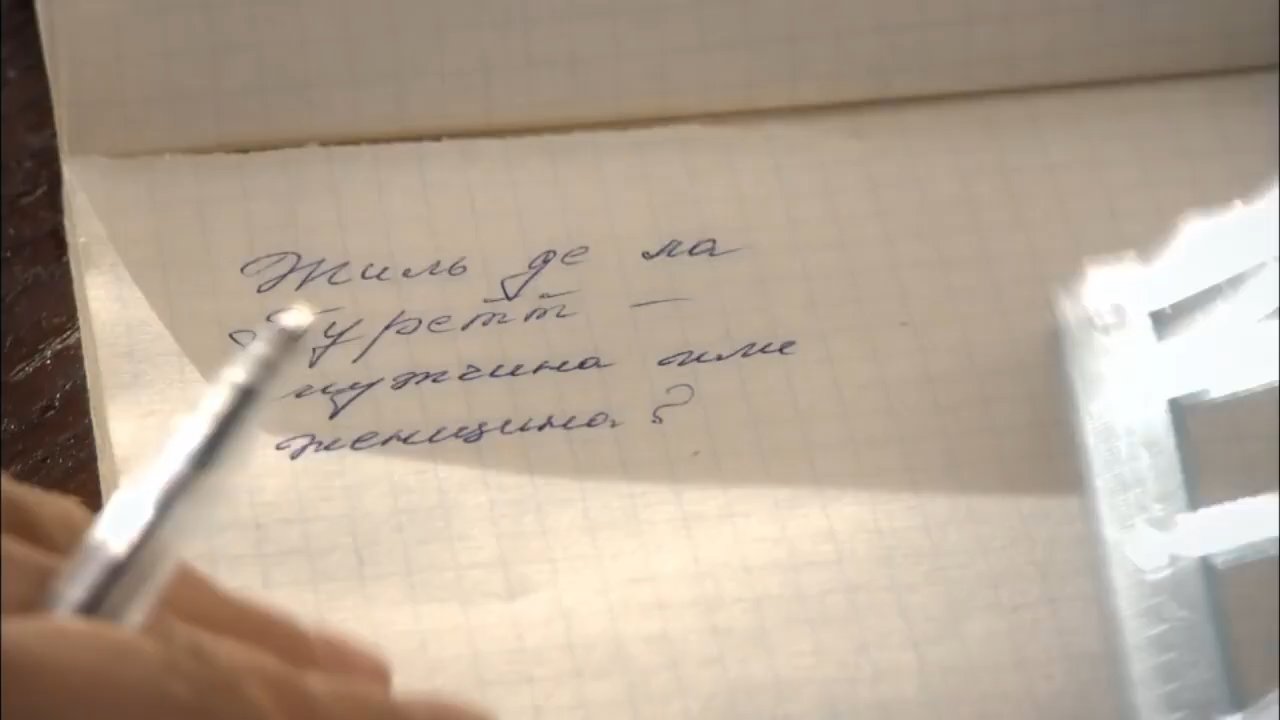 Жиль де ла
Туретт —
мужчина или
женщина?